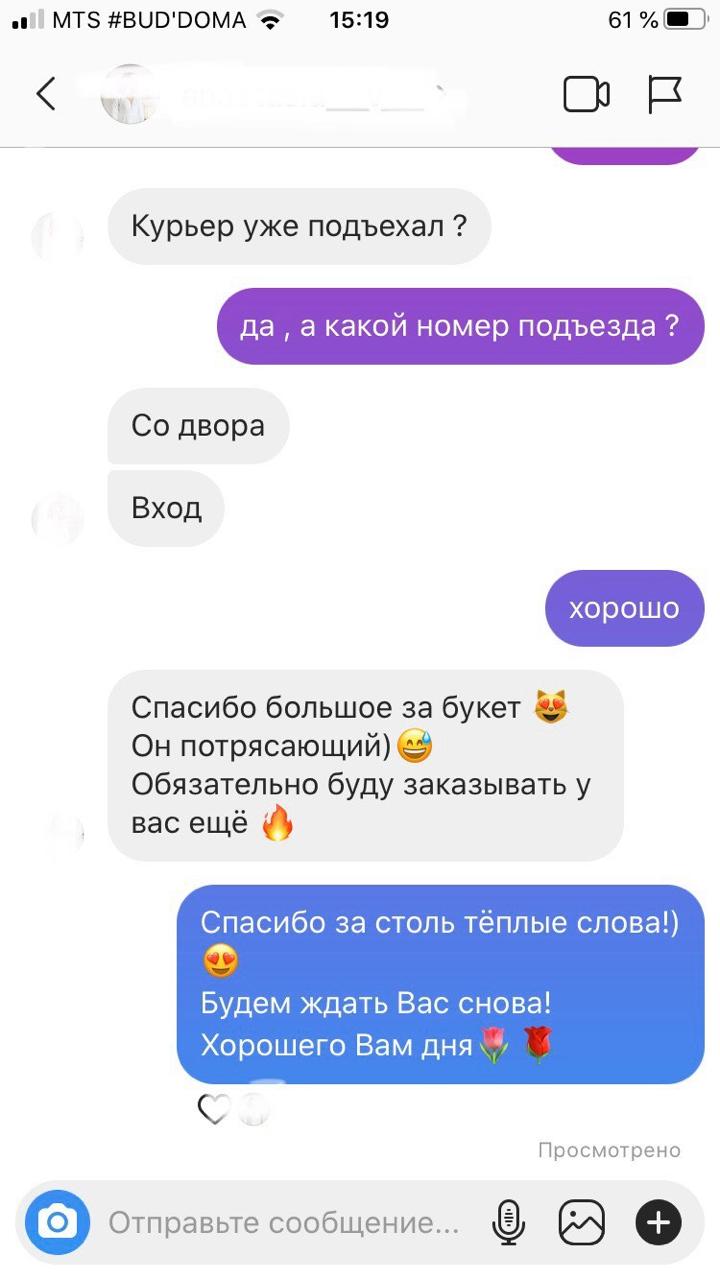 MTS #BUD'DOMA 15:19 61 %
Курьер уже подъехал ?
да , а какой номер подъезда ?
Со двора
Вход
хорошо
Спасибо большое за букет 😻
Он потрясающий)😅
Обязательно буду заказывать у
вас ещё 🔥
Спасибо за столь тёплые слова!)
😍
Будем ждать Вас снова!
Хорошего Вам дня🌷🌹
Просмотрено
Отправьте сообщение...